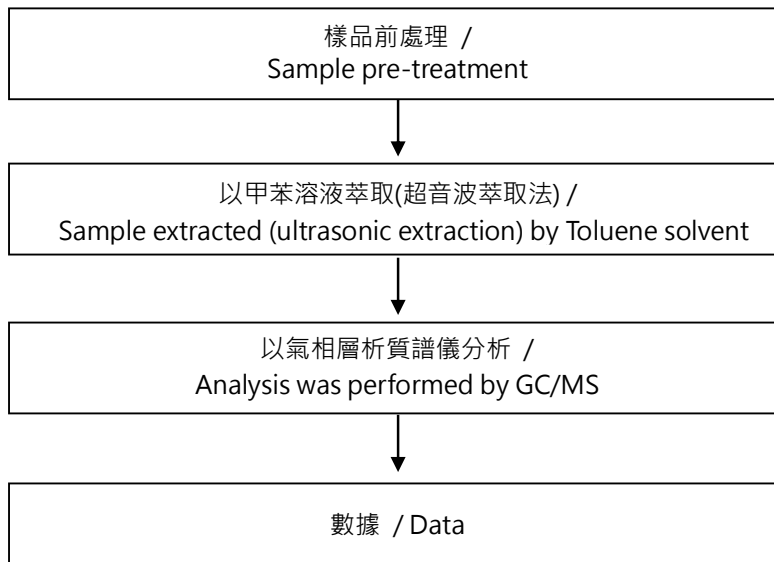 樣品前處理 /
Sample pre-treatment
以甲苯溶液萃取(超音波萃取法) /
Sample extracted (ultrasonic extraction) by Toluene solvent
以氣相層析質譜儀分析 /
Analysis was performed by GC/MS
數據 / Data